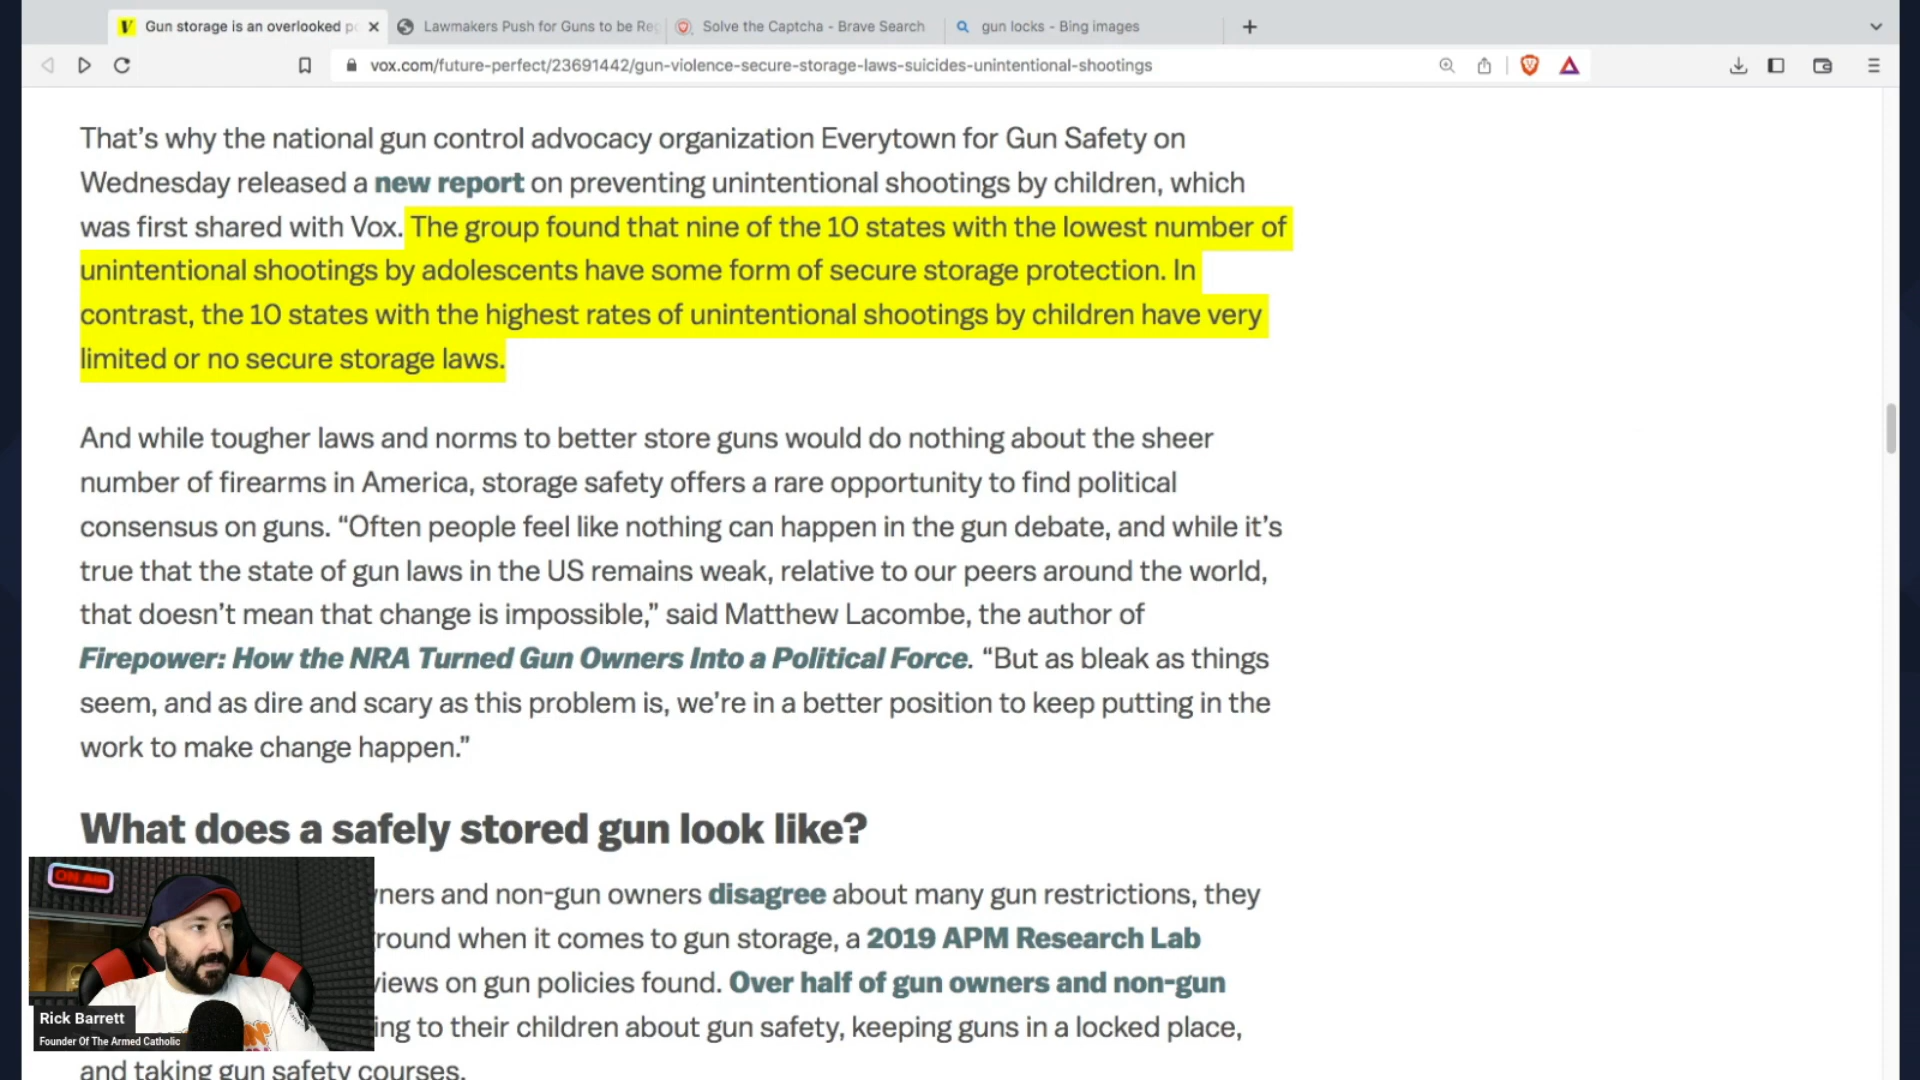 Gun storage is an overlooked p
Lawmakers Push for Guns to be Re
Solve the Captcha - Brave Search
gun locks - Bing images
vox.com/future-perfect/23691442/gun-violence-secure-storage-laws-suicides-unintentional-shootings
That’s why the national gun control advocacy organization Everytown for Gun Safety on
Wednesday released a new report on preventing unintentional shootings by children, which
was first shared with Vox. The group found that nine of the 10 states with the lowest number of
unintentional shootings by adolescents have some form of secure storage protection. In
contrast, the 10 states with the highest rates of unintentional shootings by children have very
limited or no secure storage laws.
And while tougher laws and norms to better store guns would do nothing about the sheer
number of firearms in America, storage safety offers a rare opportunity to find political
consensus on guns. “Often people feel like nothing can happen in the gun debate, and while it’s
true that the state of gun laws in the US remains weak, relative to our peers around the world,
that doesn’t mean that change is impossible,” said Matthew Lacombe, the author of
Firepower: How the NRA Turned Gun Owners Into a Political Force. “But as bleak as things
seem, and as dire and scary as this problem is, we’re in a better position to keep putting in the
work to make change happen.”
What does a safely stored gun look like?
ners and non-gun owners disagree about many gun restrictions, they
round when it comes to gun storage, a 2019 APM Research Lab
views on gun policies found. Over half of gun owners and non-gun
ing to their children about gun safety, keeping guns in a locked place,
and taking gun safety courses.
ON AIR
Rick Barrett
Founder Of The Armed Catholic